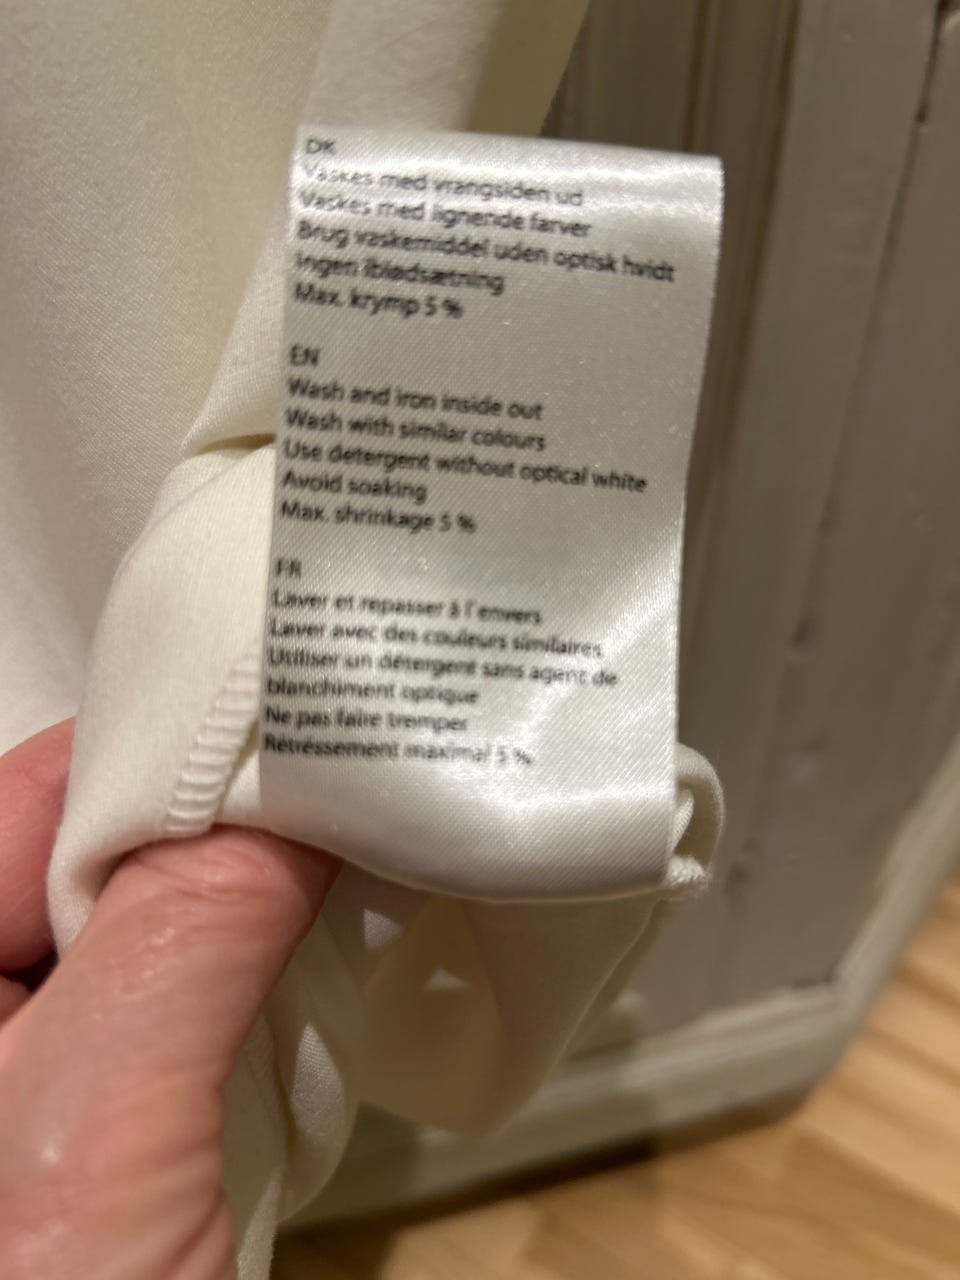 DK
Vaskes med vrangsiden ud
Vaskes med lignende farver
Brug vaskemiddel uden optisk hvidt
Ingen iblødsætning
Max. krymp 5 %
EN
Wash and iron inside out
Wash with similar colours
Use detergent without optical white
Avoid soaking
Max. shrinkage 5 %
FR
Laver et repasser à l'envers
Laver avec des couleurs similaires
Utiliser un détergent sans agent de
blanchiment optique
Ne pas faire tremper
Rétréssement maximal 5 %